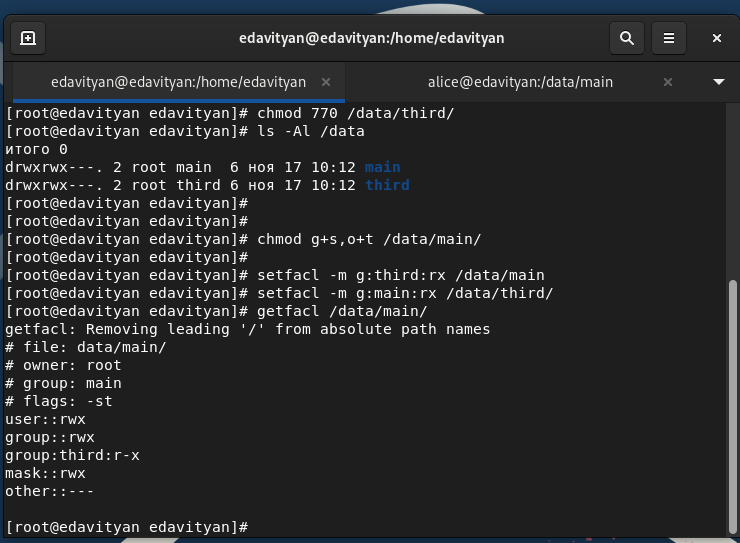 edavityan@edavityan:/home/edavityan
edavityan@edavityan:/home/edavityan
alice@edavityan:/data/main
[root@edavityan edavityan]# chmod 770 /data/third/
[root@edavityan edavityan]# ls -Al /data
итого 0
drwxrwx---. 2 root main  6 ноя 17 10:12 main
drwxrwx---. 2 root third 6 ноя 17 10:12 third
[root@edavityan edavityan]#
[root@edavityan edavityan]#
[root@edavityan edavityan]# chmod g+s,o+t /data/main/
[root@edavityan edavityan]#
[root@edavityan edavityan]# setfacl -m g:third:rx /data/main
[root@edavityan edavityan]# setfacl -m g:main:rx /data/third/
[root@edavityan edavityan]# getfacl /data/main/
getfacl: Removing leading '/' from absolute path names
# file: data/main/
# owner: root
# group: main
# flags: -st
user::rwx
group::rwx
group:third:r-x
mask::rwx
other::---
[root@edavityan edavityan]#